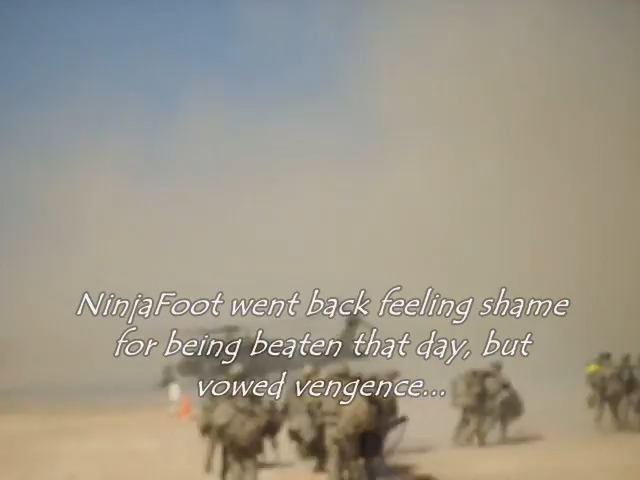 NinjaFoot went back feeling shame
for being beaten that day, but
vowed vengence...